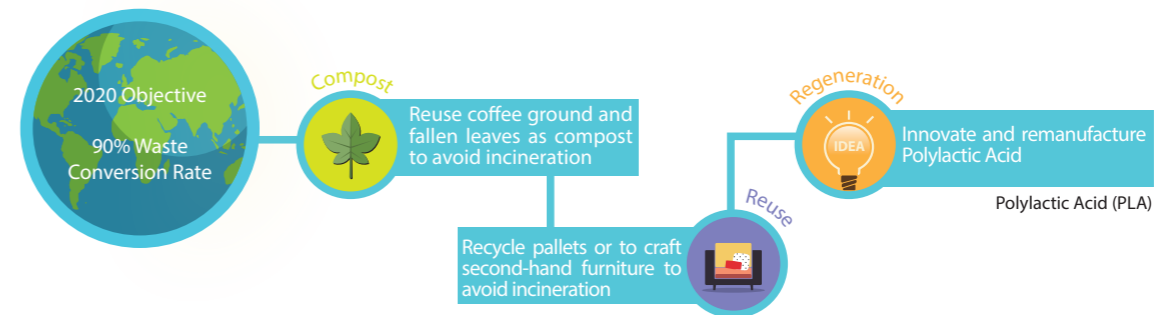 2020 Objective
90% Waste
Conversion Rate
Compost
Reuse coffee ground and
fallen leaves as compost
to avoid incineration
Recycle pallets or to craft
second-hand furniture to
avoid incineration
Reuse
Regeneration
IDEA
Innovate and remanufacture
Polylactic Acid
Polylactic Acid (PLA)